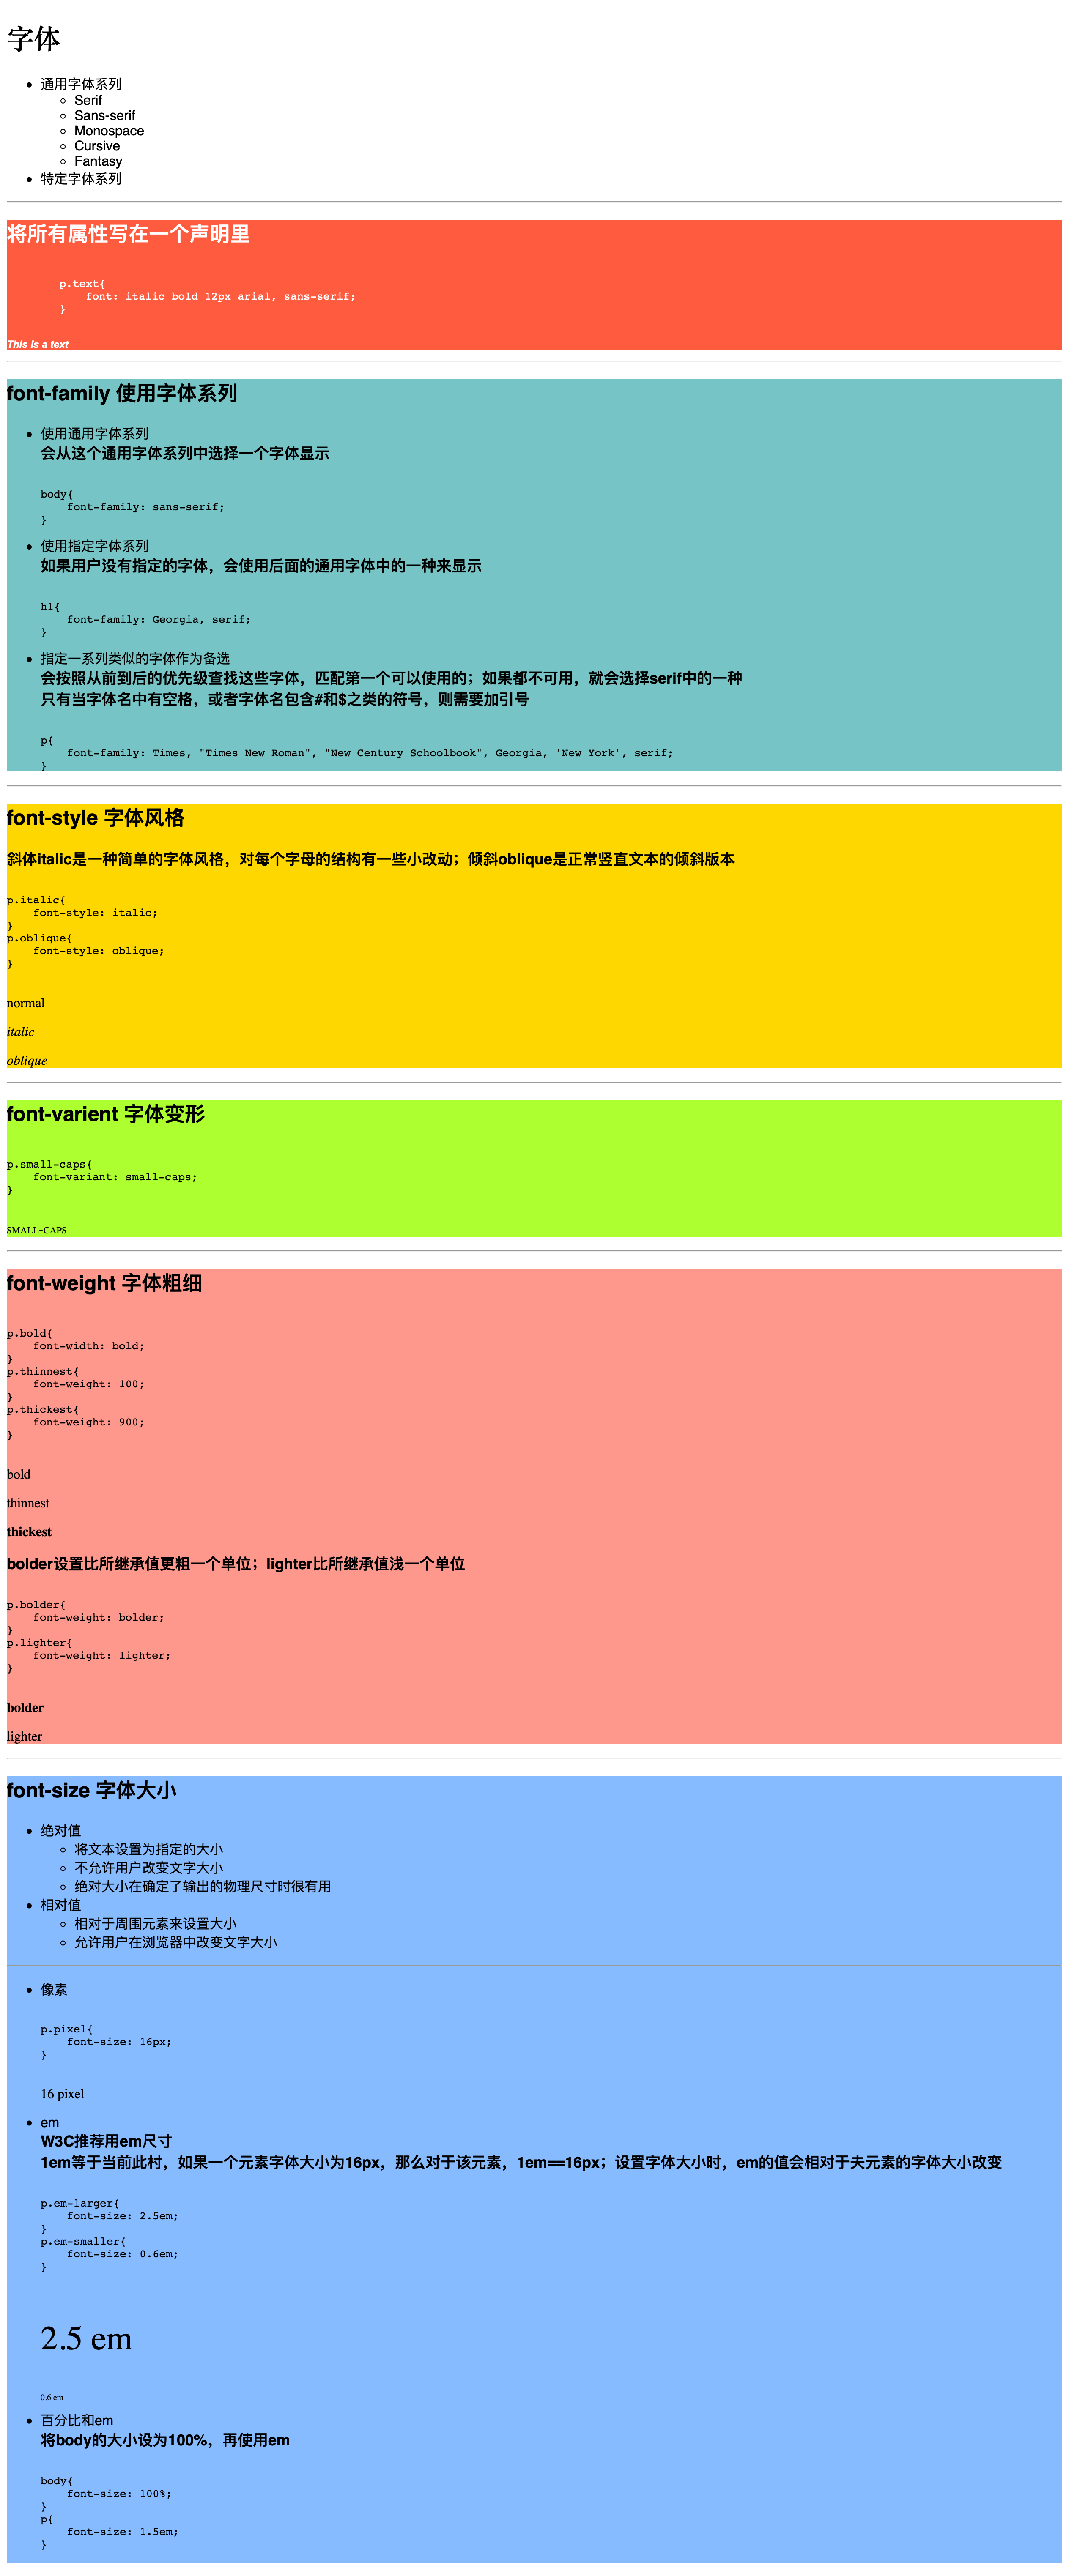 字体
通用字体系列
Serif
Sans-serif
Monospace
Cursive
Fantasy
特定字体系列
将所有属性写在一个声明里
p.text{
font: italic bold 12px arial, sans-serif;
}
This is a text
font-family 使用字体系列
使用通用字体系列
会从这个通用字体系列中选择一个字体显示
body{
font-family: sans-serif;
}
使用指定字体系列
如果用户没有指定的字体，会使用后面的通用字体中的一种来显示
h1{
font-family: Georgia, serif;
}
指定一系列类似的字体作为备选
会按照从前到后的优先级查找这些字体，匹配第一个可以使用的；如果都不可用，就会选择serif中的一种
只有当字体名中有空格，或者字体名包含#和$之类的符号，则需要加引号
p{
font-family: Times, "Times New Roman", "New Century Schoolbook", Georgia, 'New York', serif;
}
font-style 字体风格
斜体italic是一种简单的字体风格，对每个字母的结构有一些小改动；倾斜oblique是正常竖直文本的倾斜版本
p.italic{
font-style: italic;
}
p.oblique{
font-style: oblique;
}
normal
italic
oblique
font-varient 字体变形
p.small-caps{
font-variant: small-caps;
}
SMALL-CAPS
font-weight 字体粗细
p.bold{
font-width: bold;
}
p.thinnest{
font-weight: 100;
}
p.thickest{
font-weight: 900;
}
bold
thinnest
thickest
bolder设置比所继承值更粗一个单位；lighter比所继承值浅一个单位
p.bolder{
font-weight: bolder;
}
p.lighter{
font-weight: lighter;
}
bolder
lighter
font-size 字体大小
绝对值
将文本设置为指定的大小
不允许用户改变文字大小
绝对大小在确定了输出的物理尺寸时很有用
相对值
相对于周围元素来设置大小
允许用户在浏览器中改变文字大小
像素
p.pixel{
font-size: 16px;
}
16 pixel
em
W3C推荐用em尺寸
1em等于当前此村，如果一个元素字体大小为16px，那么对于该元素，1em==16px；设置字体大小时，em的值会相对于夫元素的字体大小改变
p.em-larger{
font-size: 2.5em;
}
p.em-smaller{
font-size: 0.6em;
}
2.5 em
0.6 em
百分比和em
将body的大小设为100%，再使用em
body{
font-size: 100%;
}
p{
font-size: 1.5em;
}